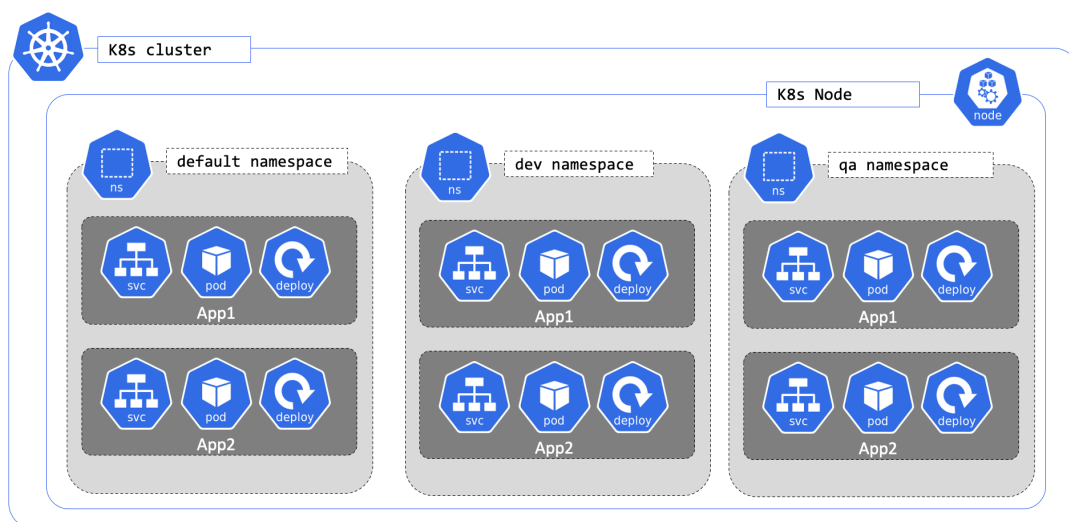 K8s cluster
K8s Node
node
default namespace
ns
dev namespace
ns
qa namespace
ns
svc pod deploy
App1
svc pod deploy
App1
svc pod deploy
App1
svc pod deploy
App2
svc pod deploy
App2
svc pod deploy
App2